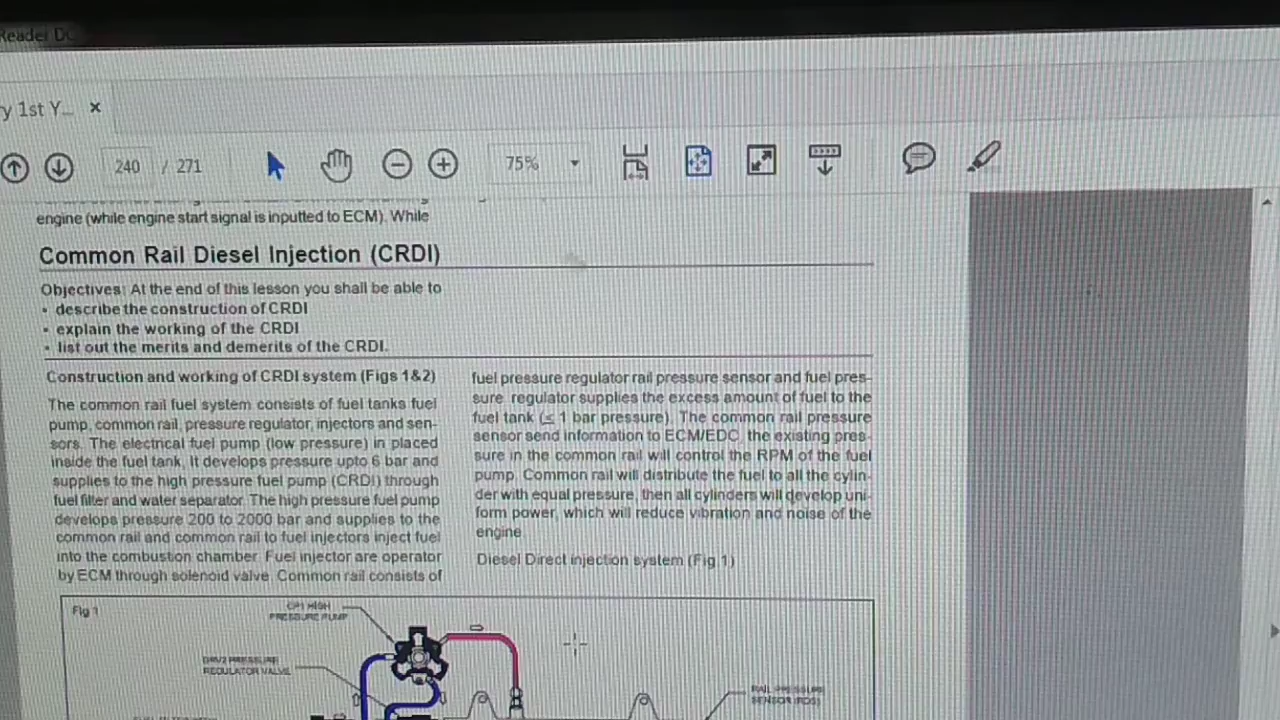 Reader DC
y 1st Y...
240 / 271
75%
engine (while engine start signal is inputted to ECM). While
Common Rail Diesel Injection (CRDI)
Objectives: At the end of this lesson you shall be able to
• describe the construction of CRDI
• explain the working of the CRDI
• list out the merits and demerits of the CRDI.
Construction and working of CRDI system (Figs 1&2)
The common rail fuel system consists of fuel tanks fuel
pump, common rail, pressure regulator, injectors and sen-
sors. The electrical fuel pump (low pressure) in placed
inside the fuel tank. It develops pressure upto 6 bar and
supplies to the high pressure fuel pump (CRDI) through
fuel filter and water separator. The high pressure fuel pump
develops pressure 200 to 2000 bar and supplies to the
common rail and common rail to fuel injectors inject fuel
into the combustion chamber. Fuel injector are operator
by ECM through solenoid valve. Common rail consists of
fuel pressure regulator rail pressure sensor and fuel pres-
sure. regulator supplies the excess amount of fuel to the
fuel tank (≤ 1 bar pressure). The common rail pressure
sensor send information to ECM/EDC, the existing pres-
sure in the common rail will control the RPM of the fuel
pump. Common rail will distribute the fuel to all the cylin-
der with equal pressure, then all cylinders will develop uni-
form power, which will reduce vibration and noise of the
engine.
Diesel Direct injection system (Fig.1)
Fig 1
CP1 HIGH
PRESSURE PUMP
DRV2 PRESSURE
REGULATOR VALVE
RAIL PRESSURE
SENSOR (RDS)